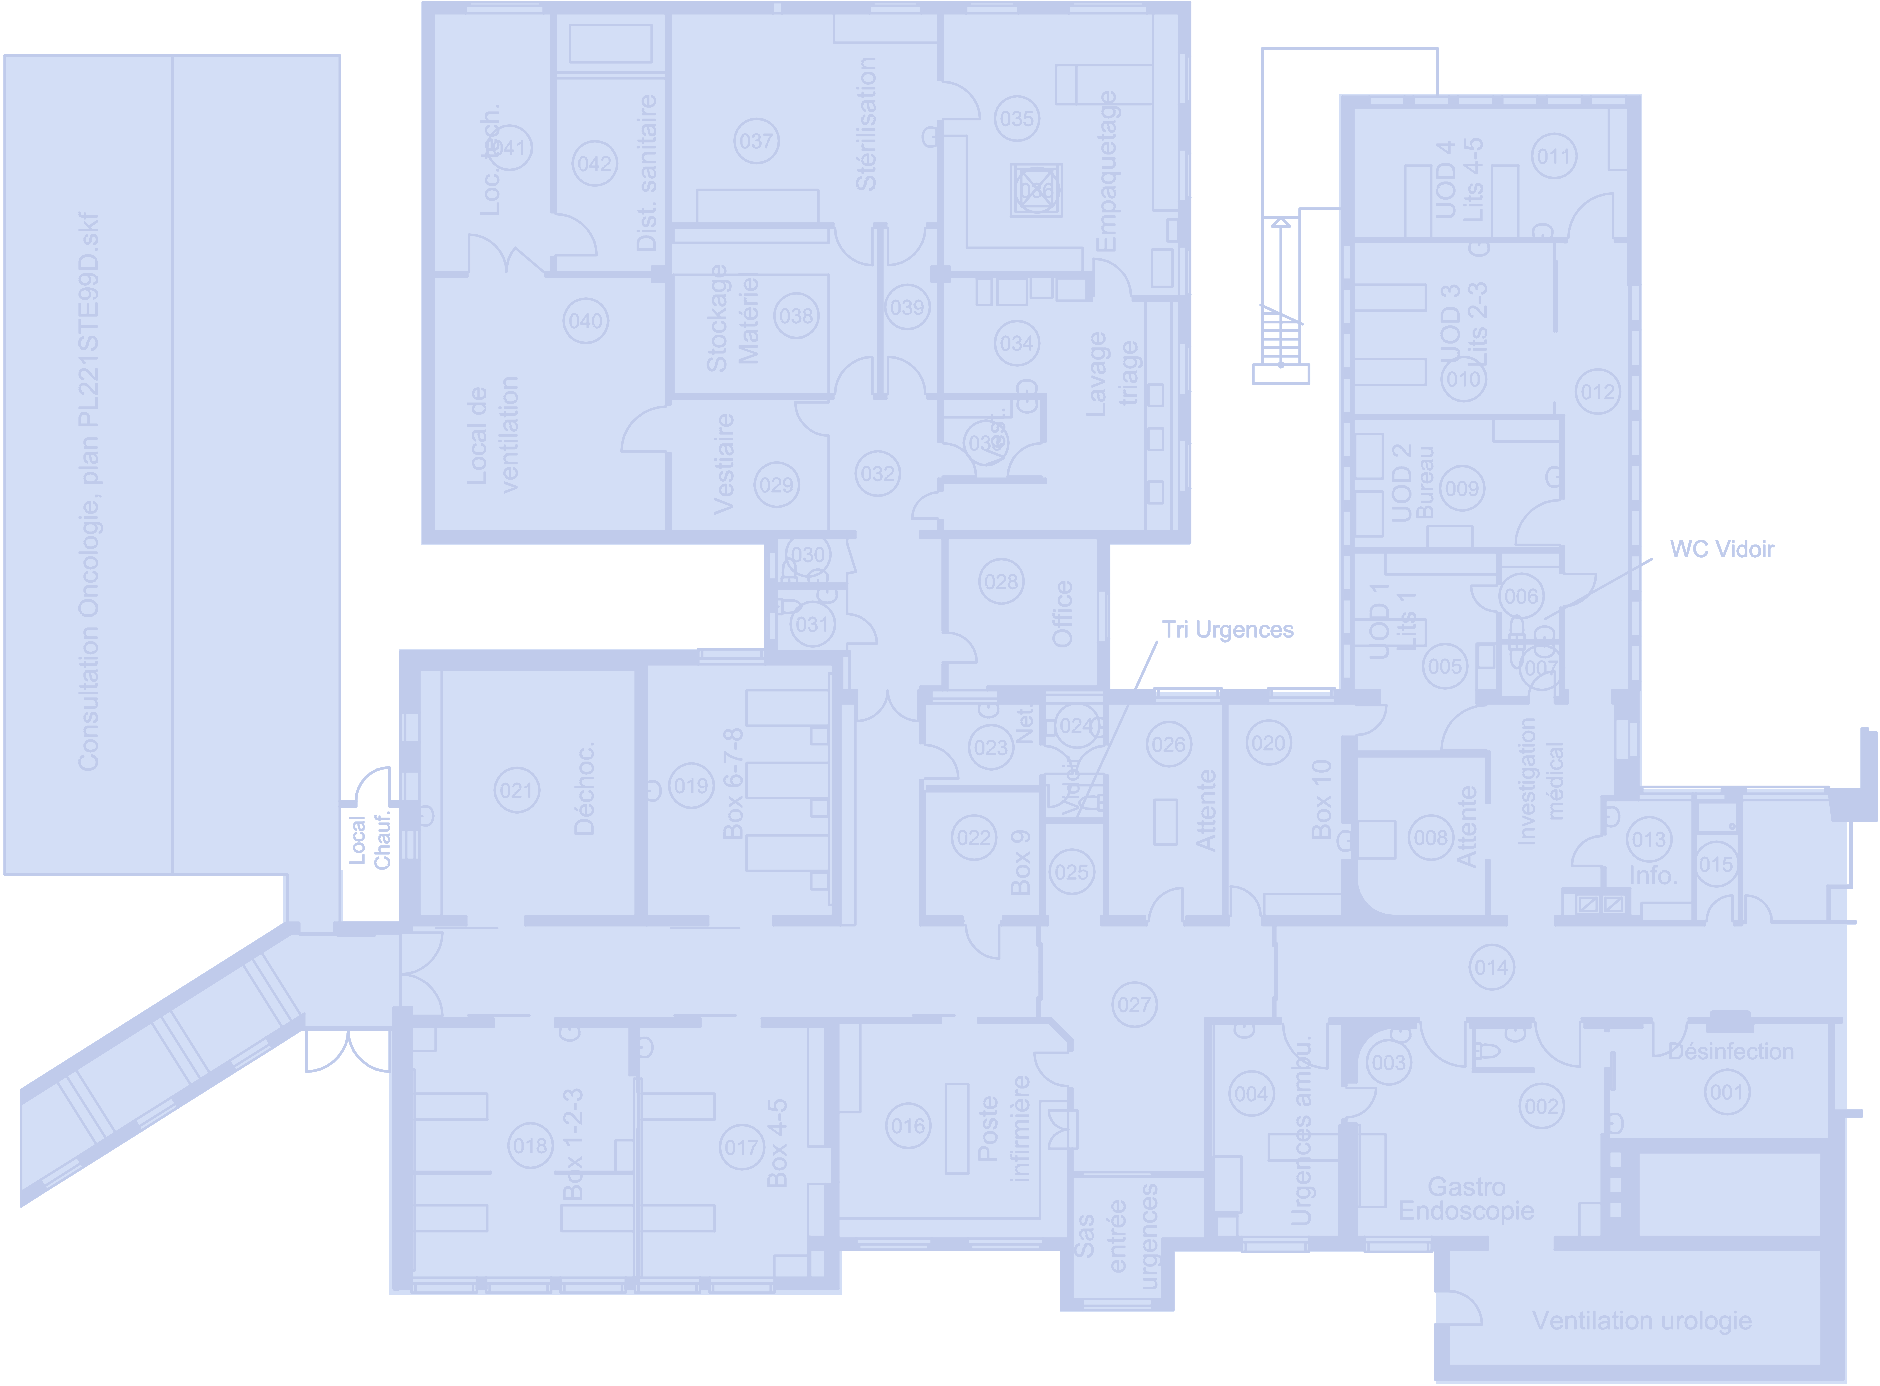 Consultation Oncologie, plan PL221STE99D.skf
Loc. tech.
041
042
Dist. sanitaire
037
Stérilisation
035
036
Empaquetage
040
Local de
ventilation
Stockage
Matériel
038
039
034
Lavage
triage
Vest.
Vestiaire
029
032
030
031
028
Office
UOD 4
Lits 4-5
011
UOD 3
Lits 2-3
010
012
UOD 2
Bureau
009
WC Vidoir
UOD 1
Lits 1
006
005
007
Tri Urgences
021
Déchoc.
019
Box 6-7-8
Local
Chauf.
023
Net.
024
Vidoir
022
Box 9
025
026
Attente
020
Box 10
008
Attente
Investigation
médical
013
Info.
015
014
027
018
Box 1-2-3
017
Box 4-5
016
Poste
infirmière
Sas
entrée
urgences
004
Urgences ambu.
003
002
Gastro
Endoscopie
Désinfection
001
Ventilation urologie